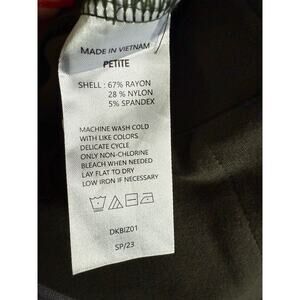 MADE IN VIETNAM
PETITE
SHELL : 67% RAYON
28 % NYLON
5% SPANDEX
MACHINE WASH COLD
WITH LIKE COLORS
DELICATE CYCLE
ONLY NON-CHLORINE
BLEACH WHEN NEEDED
LAY FLAT TO DRY
LOW IRON IF NECESSARY
DKBIZ01
SP/23